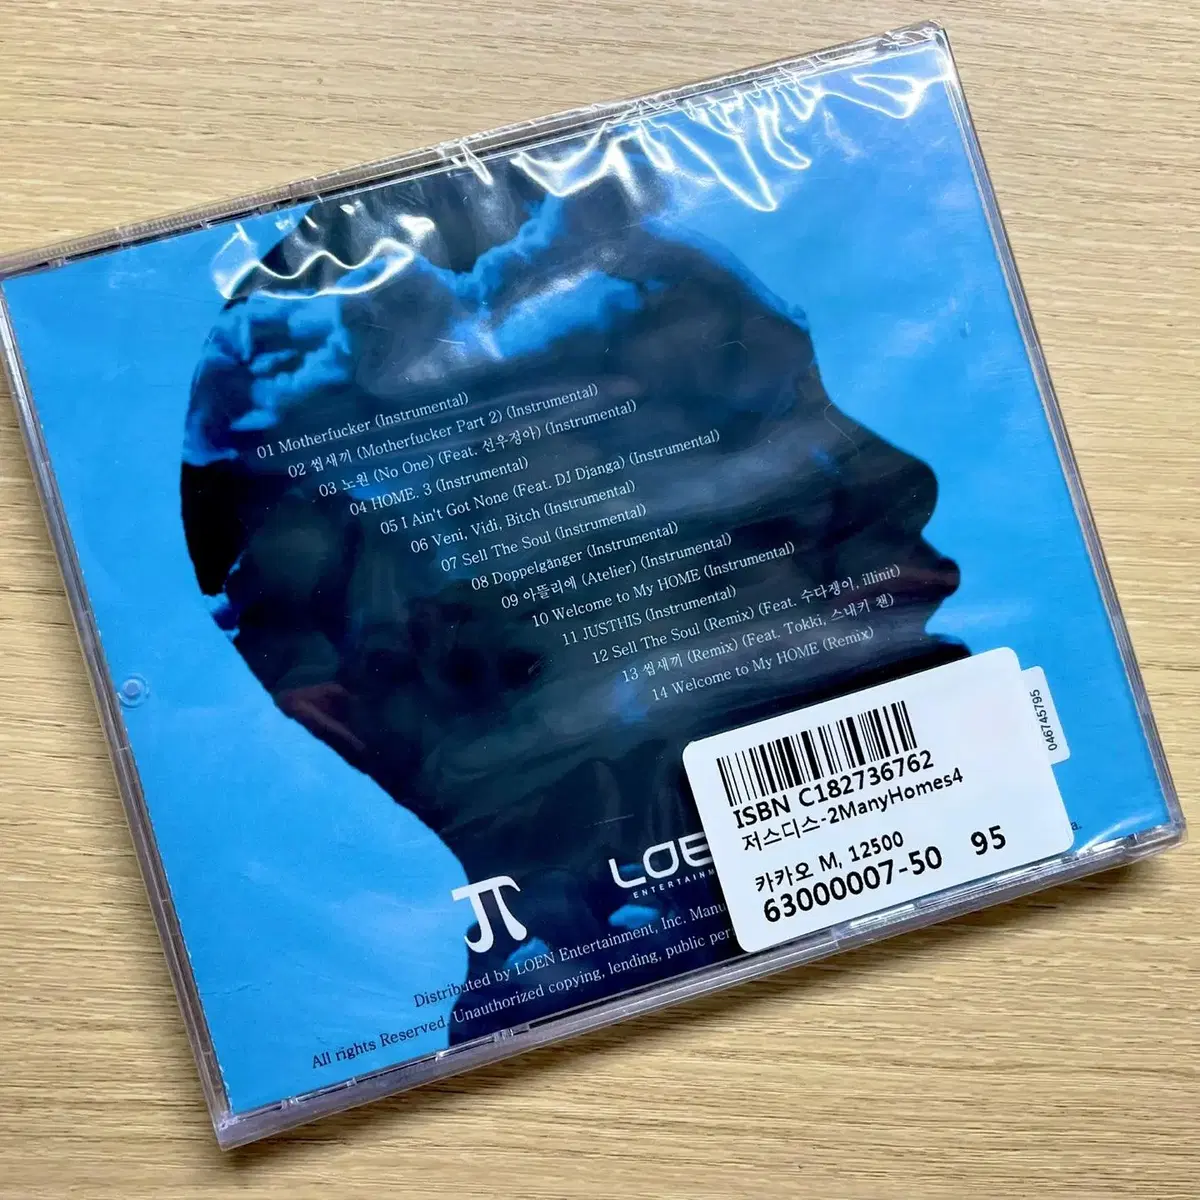 01 Motherfucker (Instrumental)
02 씹새끼 (Motherfucker Part 2) (Instrumental)
03 노원 (No One) (Feat. 선우정아) (Instrumental)
04 HOME. 3 (Instrumental)
05 I Ain't Got None (Feat. DJ Djanga) (Instrumental)
06 Veni, Vidi, Bitch (Instrumental)
07 Sell The Soul (Instrumental)
08 Doppelgänger (Instrumental)
09 아뜰리에 (Atelier) (Instrumental)
10 Welcome to My HOME (Instrumental)
11 JUSTHIS (Instrumental)
12 Sell The Soul (Remix) (Feat. 수다쟁이, illinit)
13 씹새끼 (Remix) (Feat. Tokki, 스내키 챈)
14 Welcome to My HOME (Remix)
046745795
ISBN C182736762
저스디스-2ManyHomes4
카카오 M, 12500
63000007-50 95
LOEN
Distributed by LOEN Entertainment, Inc.
All rights Reserved. Unauthorized copying, lending, public